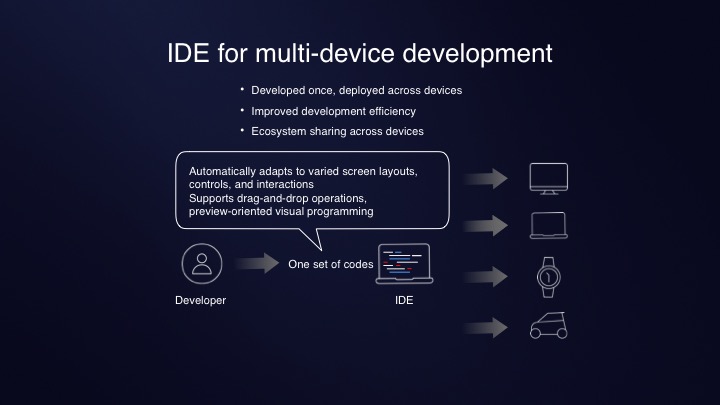 IDE for multi-device development
• Developed once, deployed across devices
• Improved development efficiency
• Ecosystem sharing across devices
Automatically adapts to varied screen layouts,
controls, and interactions
Supports drag-and-drop operations,
preview-oriented visual programming
One set of codes
Developer
IDE